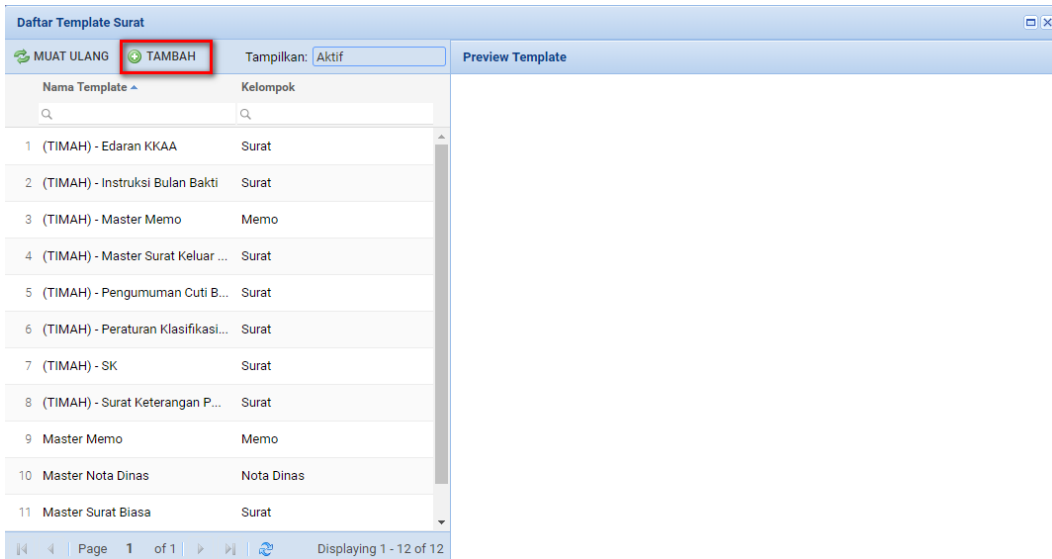 Daftar Template Surat
MUAT ULANG TAMBAH Tampilkan: Aktif
Preview Template
Nama Template Kelompok
1 (TIMAH) - Edaran KKAA Surat
2 (TIMAH) - Instruksi Bulan Bakti Surat
3 (TIMAH) - Master Memo Memo
4 (TIMAH) - Master Surat Keluar ... Surat
5 (TIMAH) - Pengumuman Cuti B... Surat
6 (TIMAH) - Peraturan Klasifikasi... Surat
7 (TIMAH) - SK Surat
8 (TIMAH) - Surat Keterangan P... Surat
9 Master Memo Memo
10 Master Nota Dinas Nota Dinas
11 Master Surat Biasa Surat
Page 1 of 1 Displaying 1 - 12 of 12